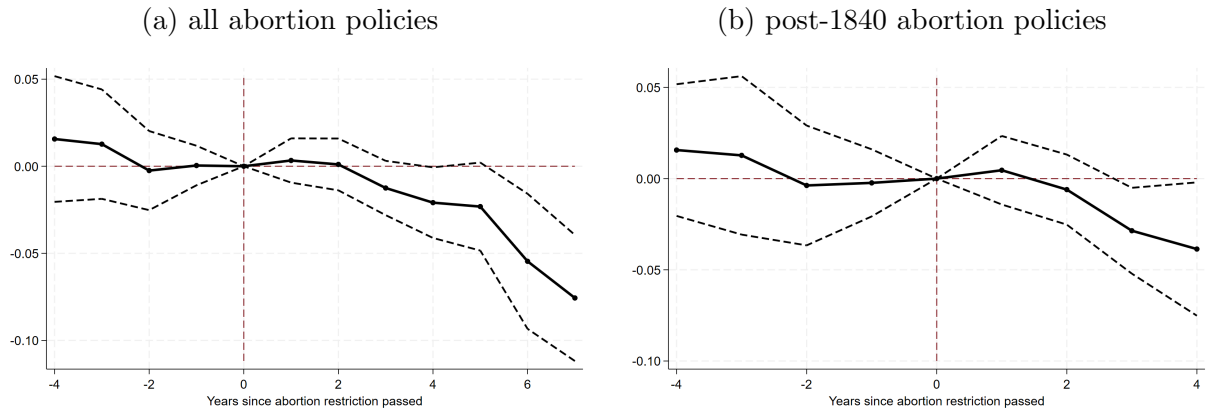 (a) all abortion policies
0.05
0.00
-0.05
-0.10
-4 -2 0 2 4 6
Years since abortion restriction passed
(b) post-1840 abortion policies
0.05
0.00
-0.05
-0.10
-4 -2 0 2 4
Years since abortion restriction passed